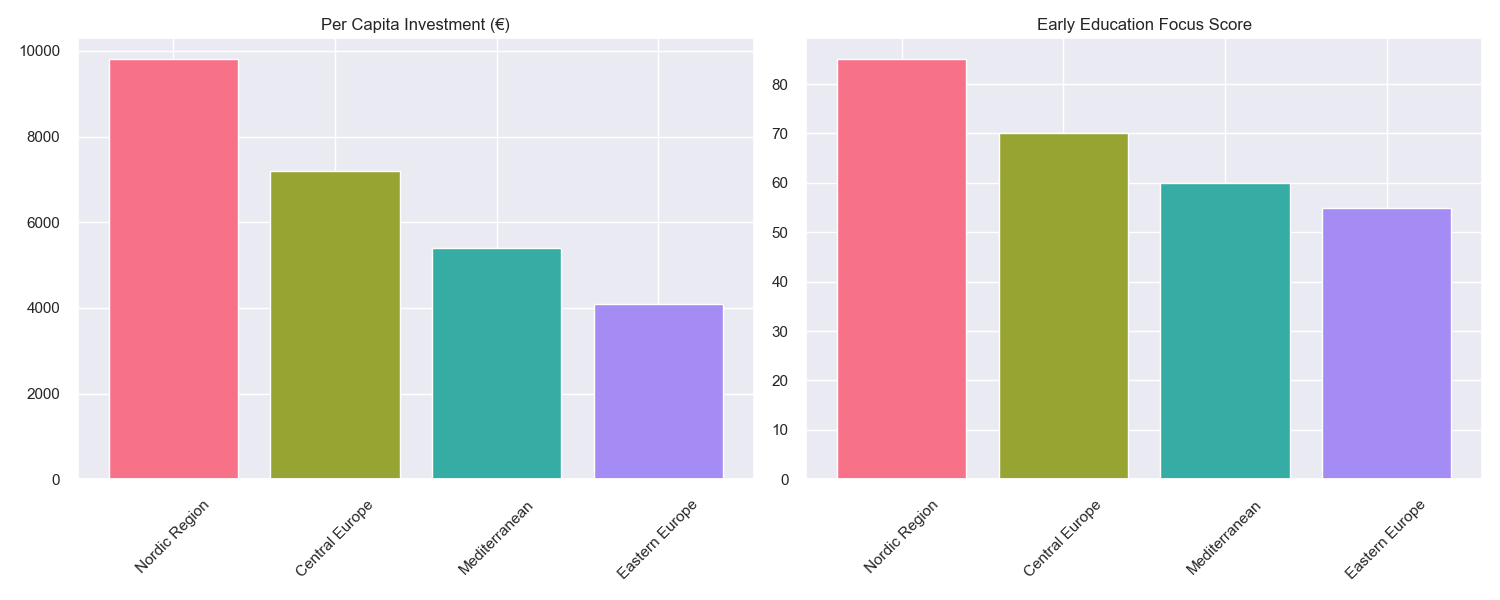 Per Capita Investment (€)
10000
8000
6000
4000
2000
0
Nordic Region
Central Europe
Mediterranean
Eastern Europe
Early Education Focus Score
80
70
60
50
40
30
20
10
0
Nordic Region
Central Europe
Mediterranean
Eastern Europe